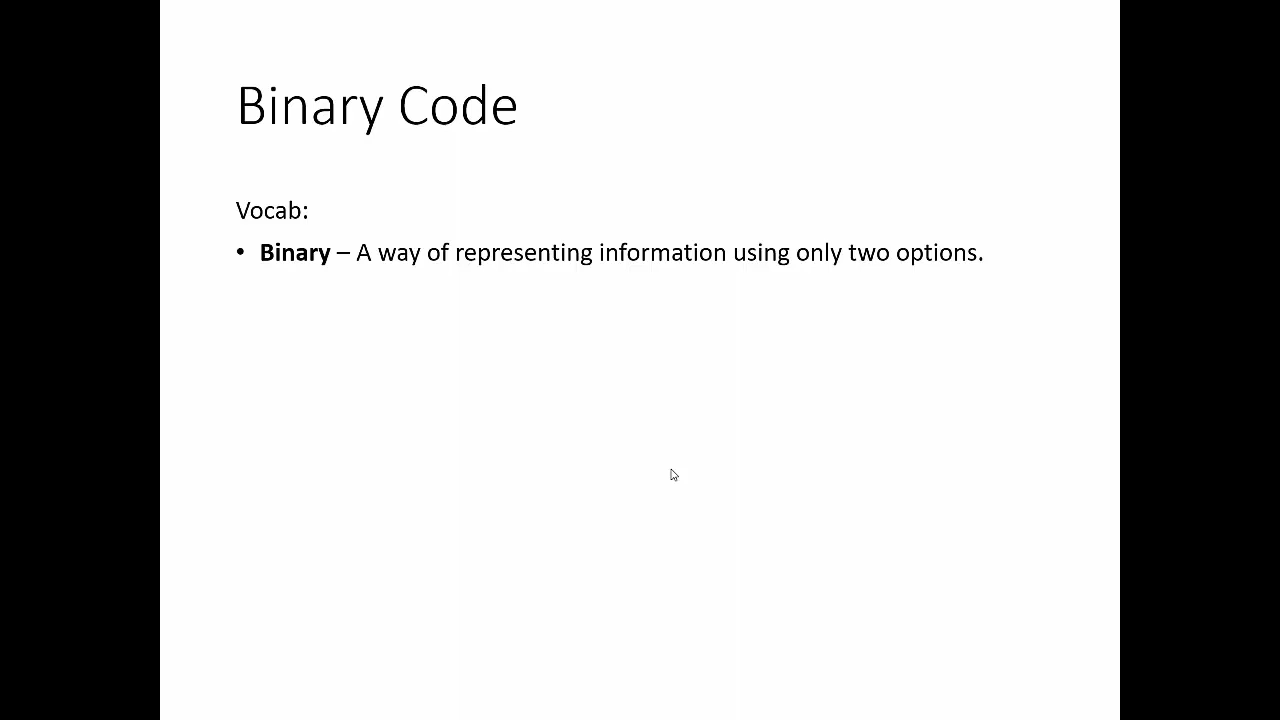 Binary Code
Vocab:
• Binary – A way of representing information using only two options.